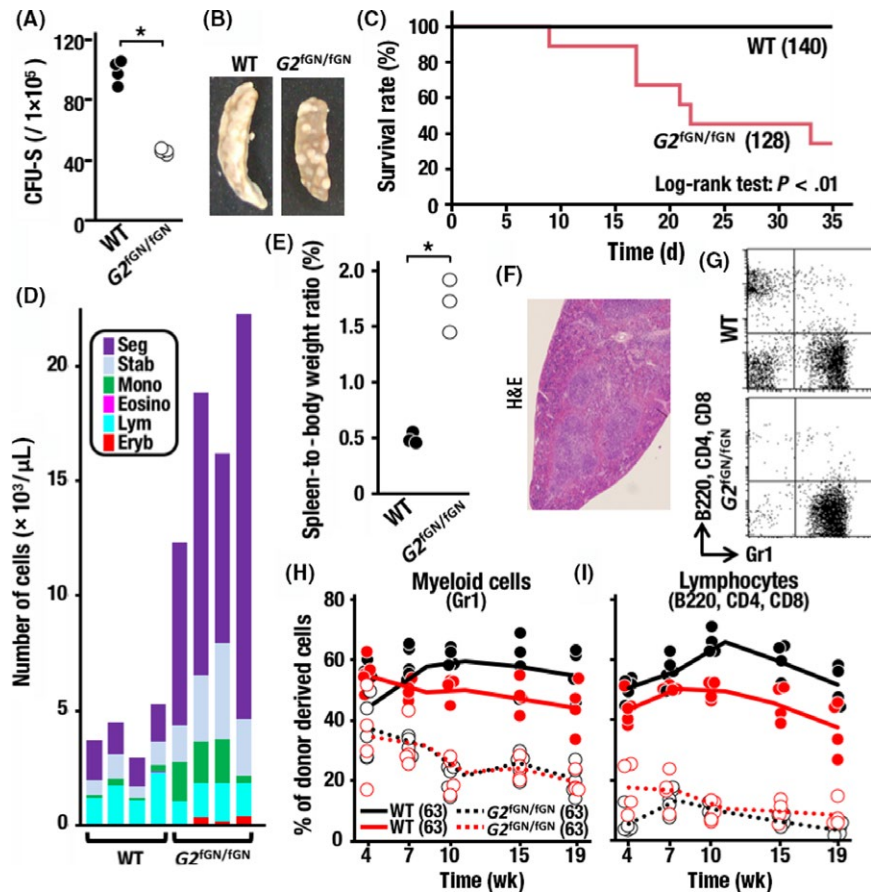 (A)
*
CFU-S (/ 1×10⁵)
120
80
40
0
WT
G2fGN/fGN
(B)
WT
G2fGN/fGN
(C)
Survival rate (%)
100
80
60
40
20
0
WT (140)
G2fGN/fGN (128)
Log-rank test: P < .01
0 5 10 15 20 25 30 35
Time (d)
(D)
Number of cells (× 10³/μL)
20
15
10
5
0
Seg
Stab
Mono
Eosino
Lym
Eryb
WT
G2fGN/fGN
(E)
*
Spleen-to-body weight ratio (%)
2.0
1.5
1.0
0.5
0
WT
G2fGN/fGN
(F)
H&E
(G)
WT
G2fGN/fGN
B220, CD4, CD8
Gr1
(H)
Myeloid cells
(Gr1)
% of donor derived cells
80
60
40
20
0
WT (63) G2fGN/fGN (63)
WT (63) G2fGN/fGN (63)
4 7 10 15 19
Time (wk)
(I)
Lymphocytes
(B220, CD4, CD8)
4 7 10 15 19
Time (wk)